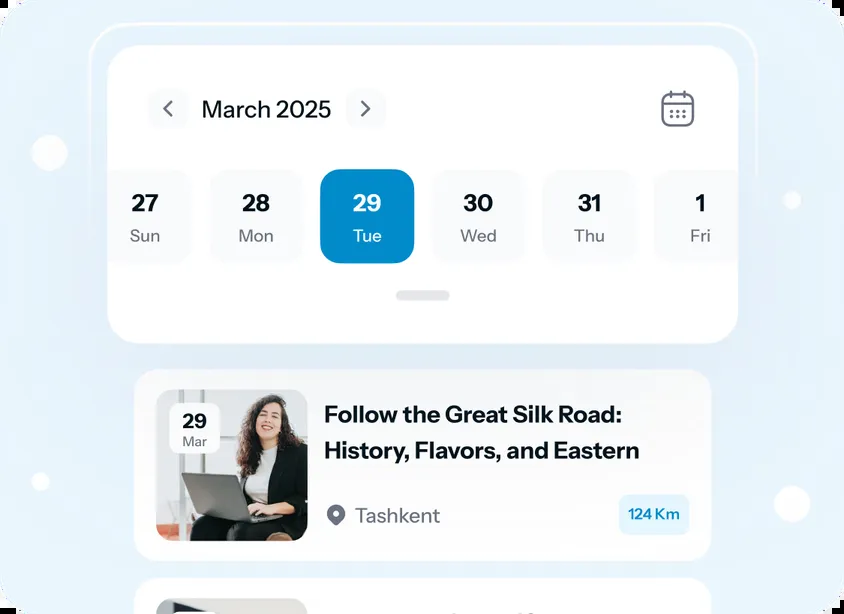 March 2025
27
Sun
28
Mon
29
Tue
30
Wed
31
Thu
1
Fri
29
Mar
Follow the Great Silk Road:
History, Flavors, and Eastern
Tashkent
124 Km